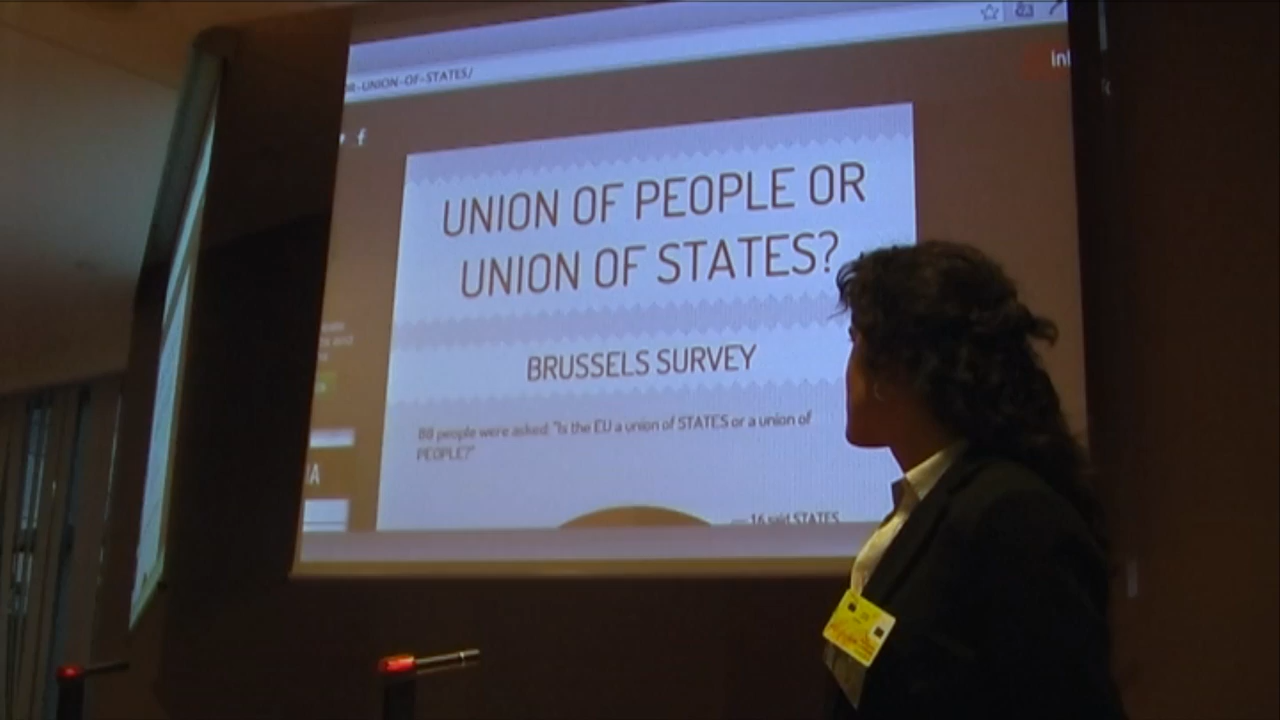 R-UNION-OF-STATES/
f
UNION OF PEOPLE OR
UNION OF STATES?
BRUSSELS SURVEY
88 people were asked: "Is the EU a union of STATES or a union of
PEOPLE?"
16 said STATES